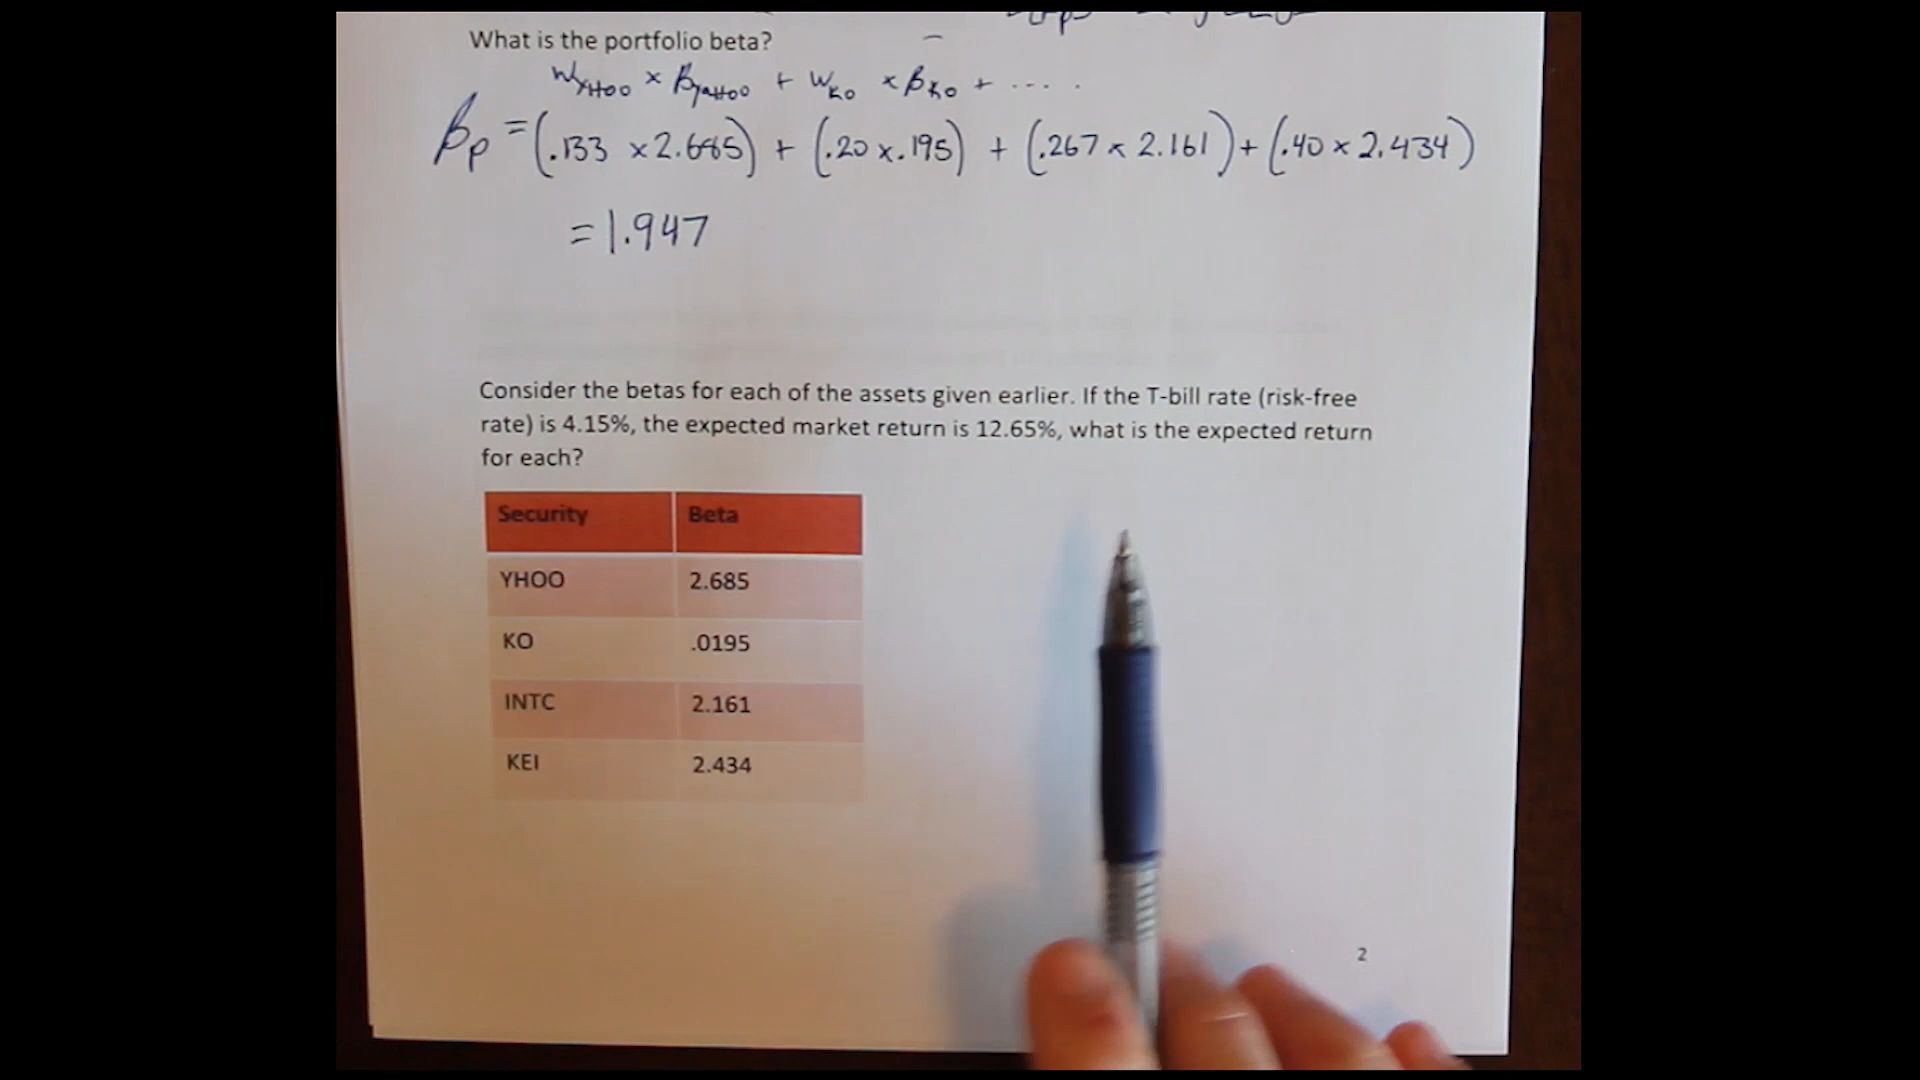 What is the portfolio beta?
WYHOO × βYAHOO + WKO × βKO + ....
βp = (.133 × 2.685) + (.20 × .195) + (.267 × 2.161) + (.40 × 2.434)
= 1.947
Consider the betas for each of the assets given earlier. If the T-bill rate (risk-free
rate) is 4.15%, the expected market return is 12.65%, what is the expected return
for each?
Security Beta
YHOO 2.685
KO .0195
INTC 2.161
KEI 2.434
2